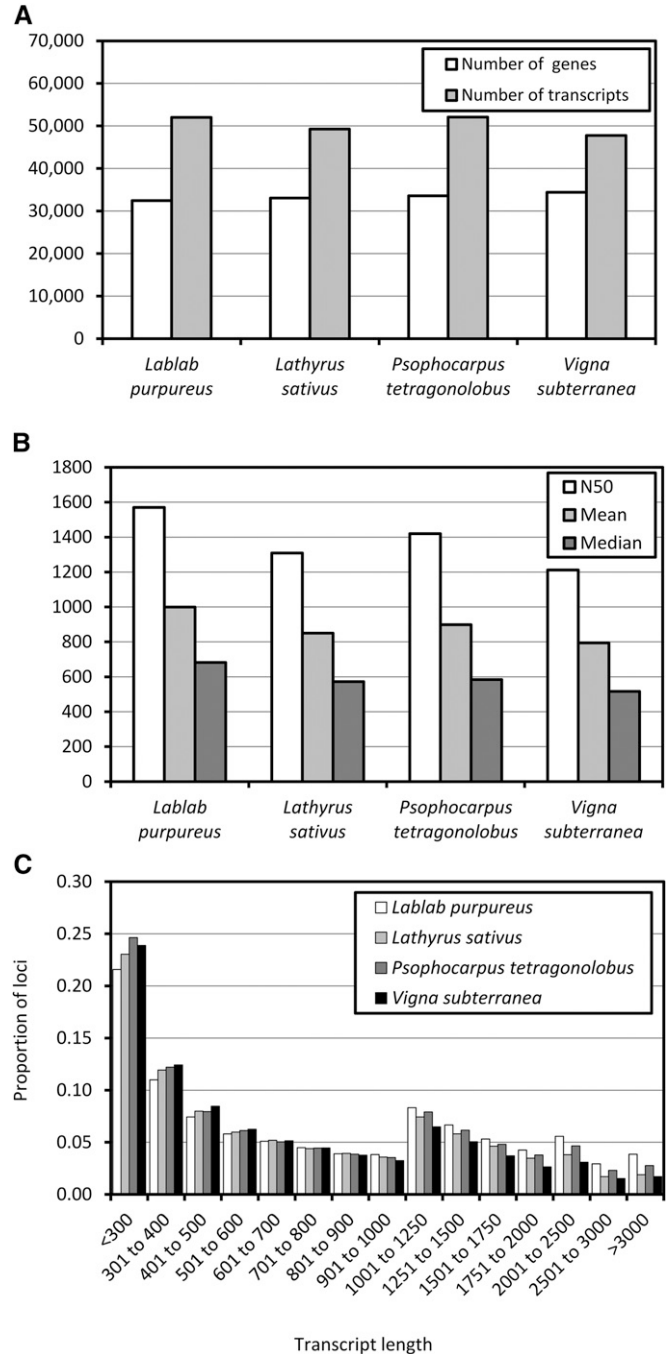 A
70,000
60,000
50,000
40,000
30,000
20,000
10,000
0
Number of genes
Number of transcripts
Lablab purpureus
Lathyrus sativus
Psophocarpus tetragonolobus
Vigna subterranea
B
1800
1600
1400
1200
1000
800
600
400
200
0
N50
Mean
Median
Lablab purpureus
Lathyrus sativus
Psophocarpus tetragonolobus
Vigna subterranea
C
Proportion of loci
0.30
0.25
0.20
0.15
0.10
0.05
0.00
Lablab purpureus
Lathyrus sativus
Psophocarpus tetragonolobus
Vigna subterranea
<300
301 to 400
401 to 500
501 to 600
601 to 700
701 to 800
801 to 900
901 to 1000
1001 to 1250
1251 to 1500
1501 to 1750
1751 to 2000
2001 to 2500
2501 to 3000
>3000
Transcript length